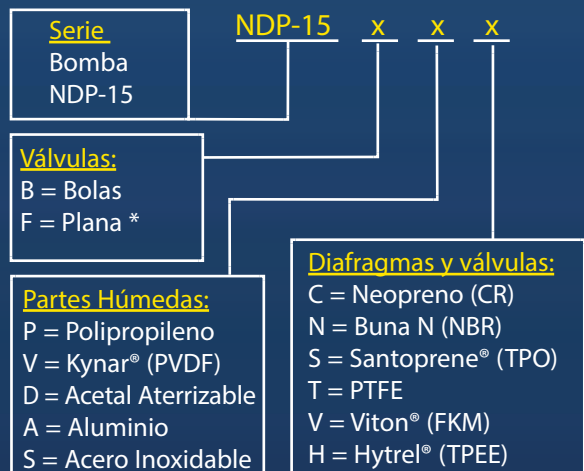 Serie
Bomba
NDP-15
NDP-15 x x x
Válvulas:
B = Bolas
F = Plana *
Partes Húmedas:
P = Polipropileno
V = Kynar® (PVDF)
D = Acetal Aterrizable
A = Aluminio
S = Acero Inoxidable
Diafragmas y válvulas:
C = Neopreno (CR)
N = Buna N (NBR)
S = Santoprene® (TPO)
T = PTFE
V = Viton® (FKM)
H = Hytrel® (TPEE)